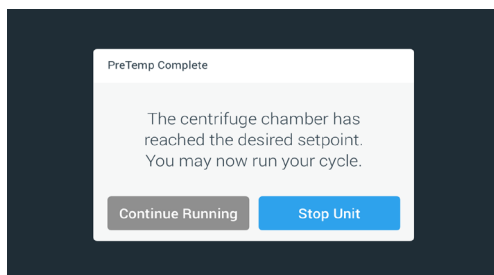 PreTemp Complete
The centrifuge chamber has
reached the desired setpoint.
You may now run your cycle.
Continue Running
Stop Unit